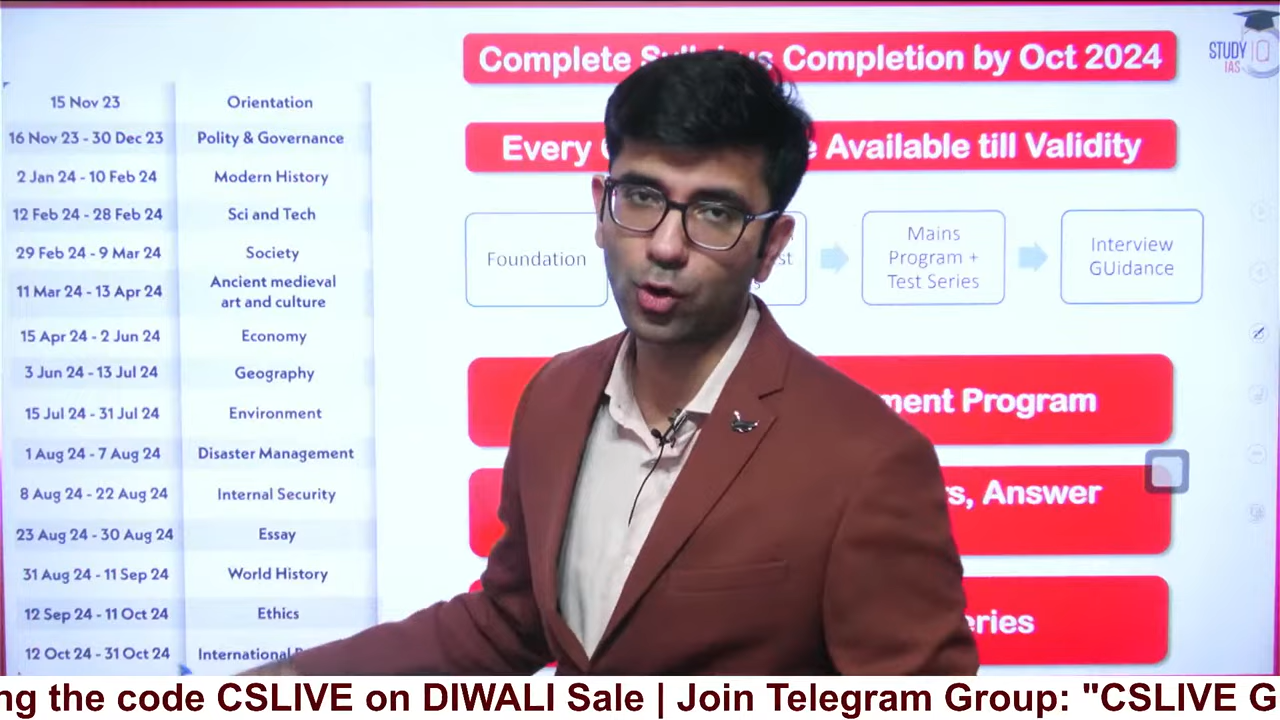 Complete Completion by Oct 2024
STUDY IQ
IAS
15 Nov 23 Orientation
16 Nov 23 - 30 Dec 23 Polity & Governance
2 Jan 24 - 10 Feb 24 Modern History
12 Feb 24 - 28 Feb 24 Sci and Tech
29 Feb 24 - 9 Mar 24 Society
11 Mar 24 - 13 Apr 24 Ancient medieval
art and culture
15 Apr 24 - 2 Jun 24 Economy
3 Jun 24 - 13 Jul 24 Geography
15 Jul 24 - 31 Jul 24 Environment
1 Aug 24 - 7 Aug 24 Disaster Management
8 Aug 24 - 22 Aug 24 Internal Security
23 Aug 24 - 30 Aug 24 Essay
31 Aug 24 - 11 Sep 24 World History
12 Sep 24 - 11 Oct 24 Ethics
12 Oct 24 - 31 Oct 24 International
Every Available till Validity
Foundation
Mains
Program +
Test Series
Interview
GUidance
Program
Answer
the code CSLIVE on DIWALI Sale | Join Telegram Group: "CSLIVE